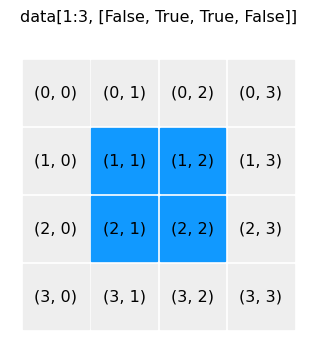 data[1:3, [False, True, True, False]]
(0, 0) (0, 1) (0, 2) (0, 3)
(1, 0) (1, 1) (1, 2) (1, 3)
(2, 0) (2, 1) (2, 2) (2, 3)
(3, 0) (3, 1) (3, 2) (3, 3)